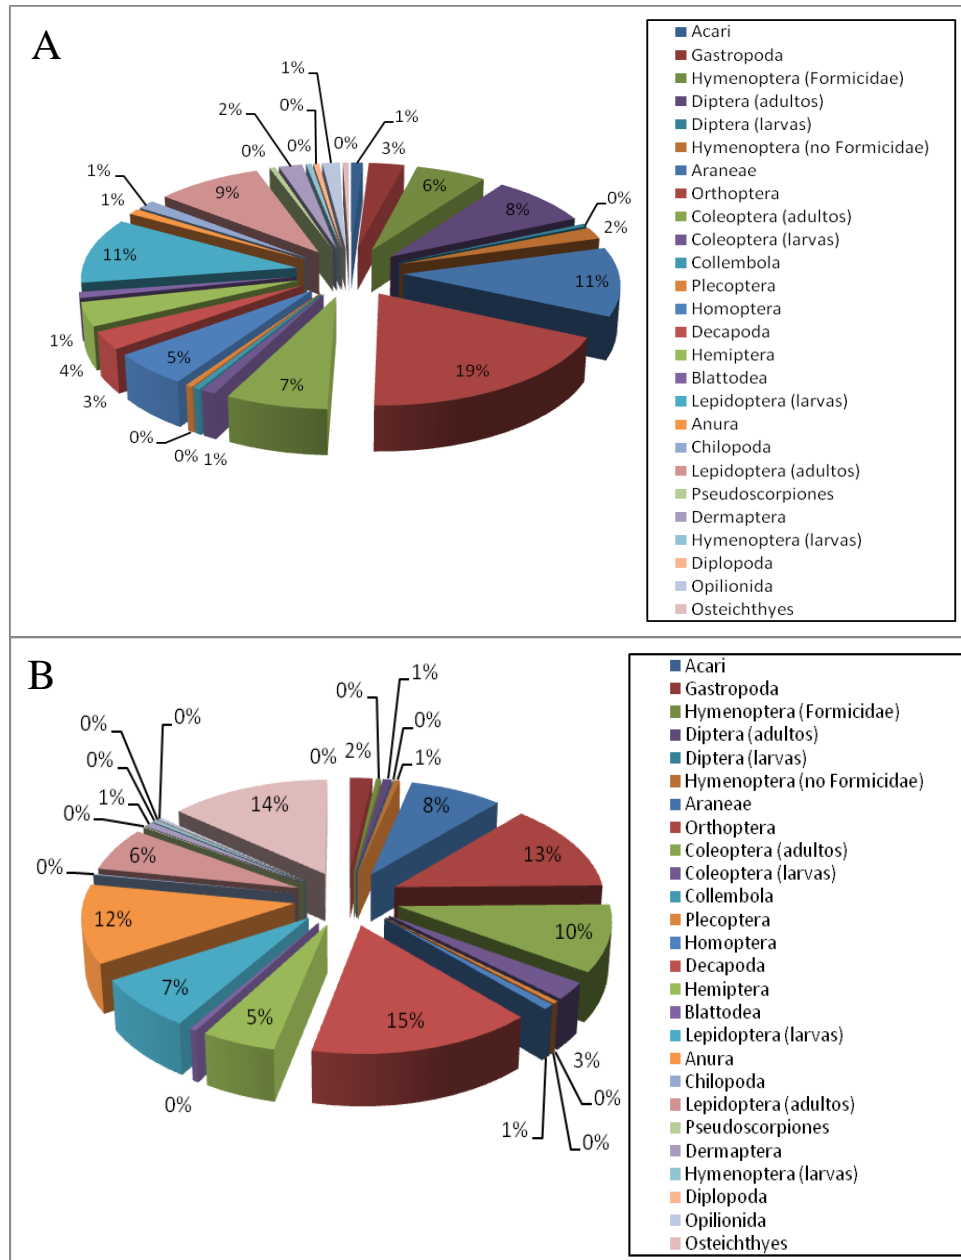 A
1%
0%
2%
0%
0%
0%
1%
3%
6%
8%
0%
2%
11%
19%
7%
1%
0%
0%
5%
3%
4%
1%
11%
1%
1%
9%
Acari
Gastropoda
Hymenoptera (Formicidae)
Diptera (adultos)
Diptera (larvas)
Hymenoptera (no Formicidae)
Araneae
Orthoptera
Coleoptera (adultos)
Coleoptera (larvas)
Collembola
Plecoptera
Homoptera
Decapoda
Hemiptera
Blattodea
Lepidoptera (larvas)
Anura
Chilopoda
Lepidoptera (adultos)
Pseudoscorpiones
Dermaptera
Hymenoptera (larvas)
Diplopoda
Opilionida
Osteichthyes
B
0%
2%
0%
1%
0%
1%
8%
13%
10%
3%
0%
0%
1%
15%
5%
0%
7%
12%
0%
6%
0%
1%
0%
0%
0%
14%
Acari
Gastropoda
Hymenoptera (Formicidae)
Diptera (adultos)
Diptera (larvas)
Hymenoptera (no Formicidae)
Araneae
Orthoptera
Coleoptera (adultos)
Coleoptera (larvas)
Collembola
Plecoptera
Homoptera
Decapoda
Hemiptera
Blattodea
Lepidoptera (larvas)
Anura
Chilopoda
Lepidoptera (adultos)
Pseudoscorpiones
Dermaptera
Hymenoptera (larvas)
Diplopoda
Opilionida
Osteichthyes